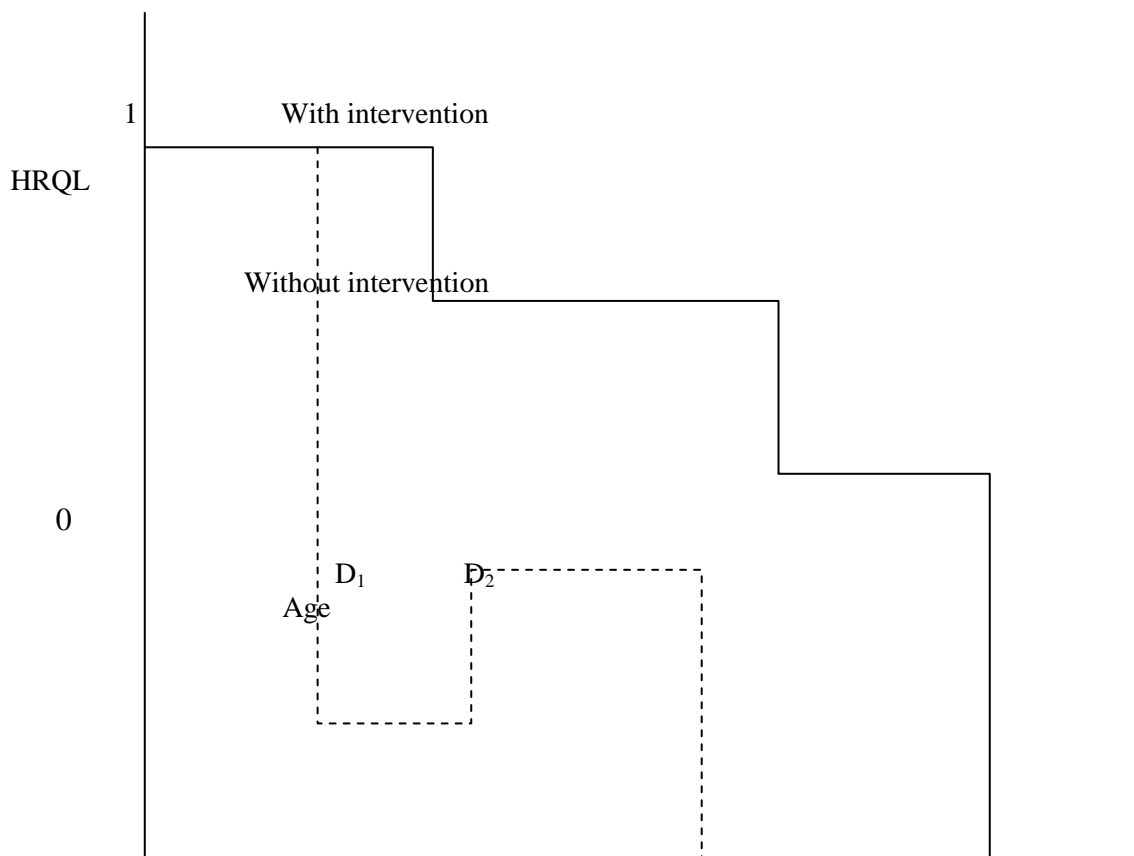 1
With intervention
HRQL
Without intervention
0
D₁
D₂
Age